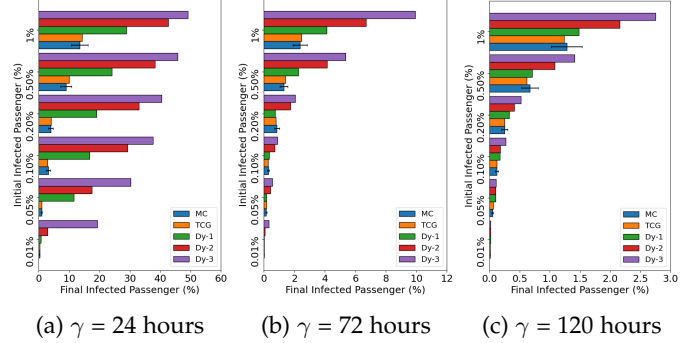 Initial Infected Passenger (%)
1%
0.50%
0.20%
0.10%
0.05%
0.01%
MC
TCG
Dy-1
Dy-2
Dy-3
0 10 20 30 40 50 60
Final Infected Passenger (%)
(a) γ = 24 hours
Initial Infected Passenger (%)
1%
0.50%
0.20%
0.10%
0.05%
0.01%
MC
TCG
Dy-1
Dy-2
Dy-3
0 2 4 6 8 10 12
Final Infected Passenger (%)
(b) γ = 72 hours
Initial Infected Passenger (%)
1%
0.50%
0.20%
0.10%
0.05%
0.01%
MC
TCG
Dy-1
Dy-2
Dy-3
0.0 0.5 1.0 1.5 2.0 2.5 3.0
Final Infected Passenger (%)
(c) γ = 120 hours